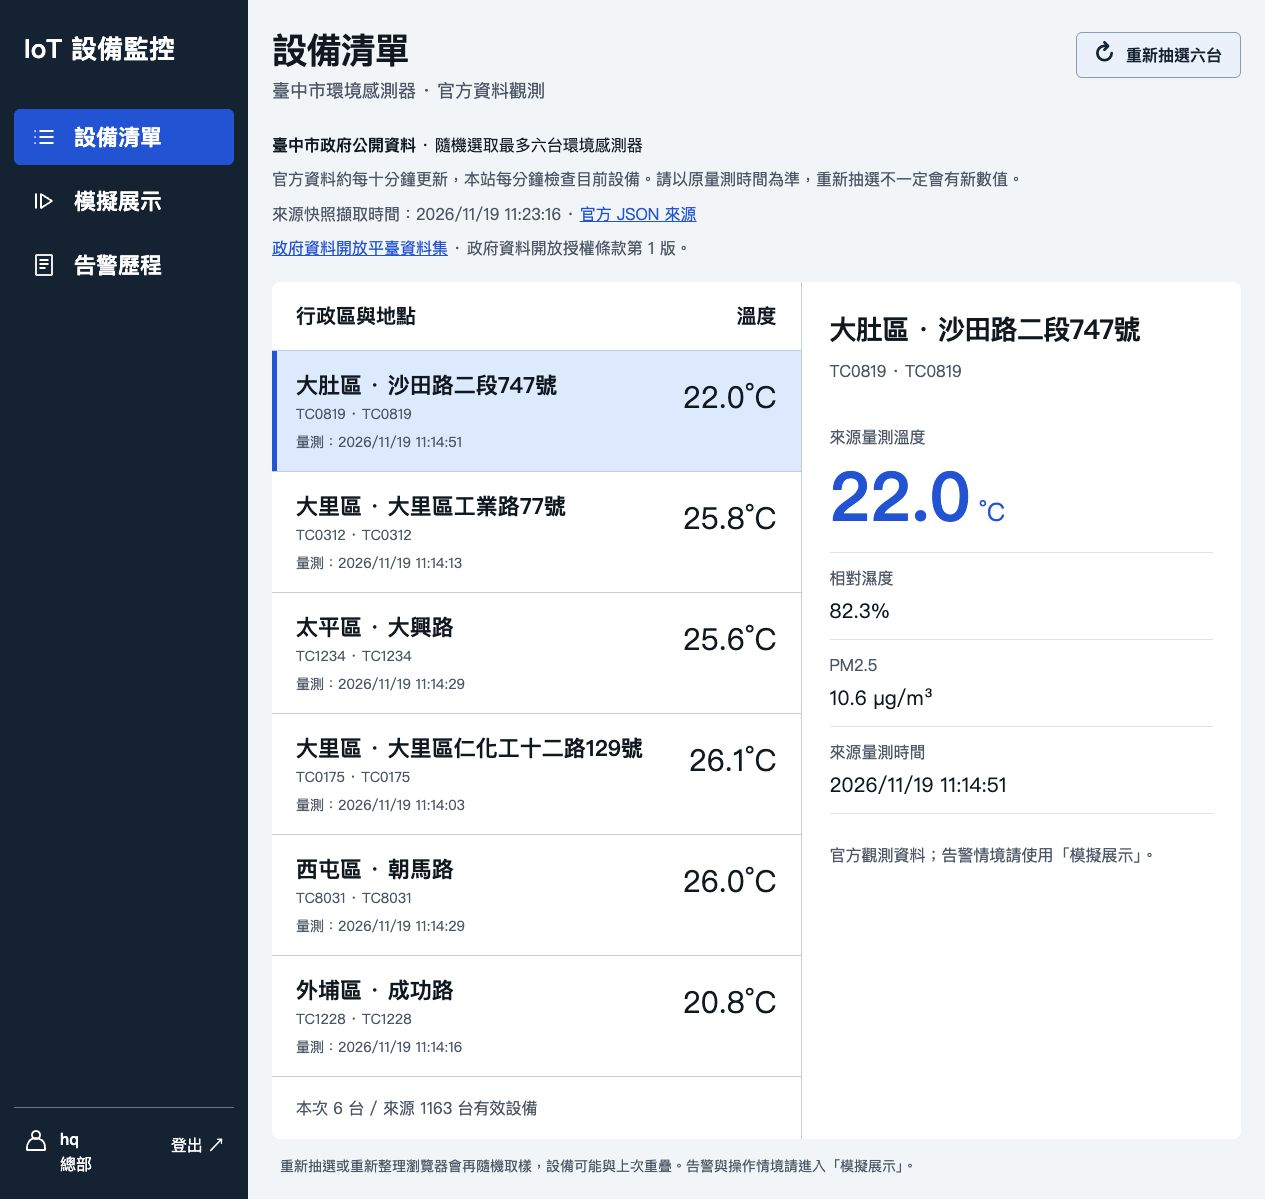 IoT 設備監控
設備清單
模擬展示
告警歷程
hq
總部
登出 ↗
設備清單
臺中市環境感測器 · 官方資料觀測
重新抽選六台
臺中市政府公開資料 · 隨機選取最多六台環境感測器
官方資料約每十分鐘更新，本站每分鐘檢查目前設備。請以原量測時間為準，重新抽選不一定會有新數值。
來源快照擷取時間：2026/11/19 11:23:16 · 官方 JSON 來源
政府資料開放平臺資料集 · 政府資料開放授權條款第 1 版。
行政區與地點 溫度
大肚區 · 沙田路二段747號 22.0°C
TC0819 · TC0819
量測：2026/11/19 11:14:51
大里區 · 大里區工業路77號 25.8°C
TC0312 · TC0312
量測：2026/11/19 11:14:13
太平區 · 大興路 25.6°C
TC1234 · TC1234
量測：2026/11/19 11:14:29
大里區 · 大里區仁化工十二路129號 26.1°C
TC0175 · TC0175
量測：2026/11/19 11:14:03
西屯區 · 朝馬路 26.0°C
TC8031 · TC8031
量測：2026/11/19 11:14:29
外埔區 · 成功路 20.8°C
TC1228 · TC1228
量測：2026/11/19 11:14:16
本次 6 台 / 來源 1163 台有效設備
大肚區 · 沙田路二段747號
TC0819 · TC0819
來源量測溫度
22.0 °C
相對濕度
82.3%
PM2.5
10.6 μg/m³
來源量測時間
2026/11/19 11:14:51
官方觀測資料；告警情境請使用「模擬展示」。
重新抽選或重新整理瀏覽器會再隨機取樣，設備可能與上次重疊。告警與操作情境請進入「模擬展示」。